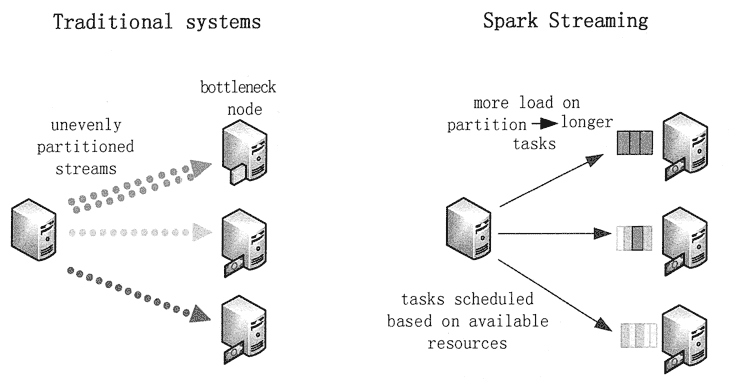 Traditional systems
Spark Streaming
bottleneck
node
unevenly
partitioned
streams
more load on
partition longer
tasks
tasks scheduled
based on available
resources